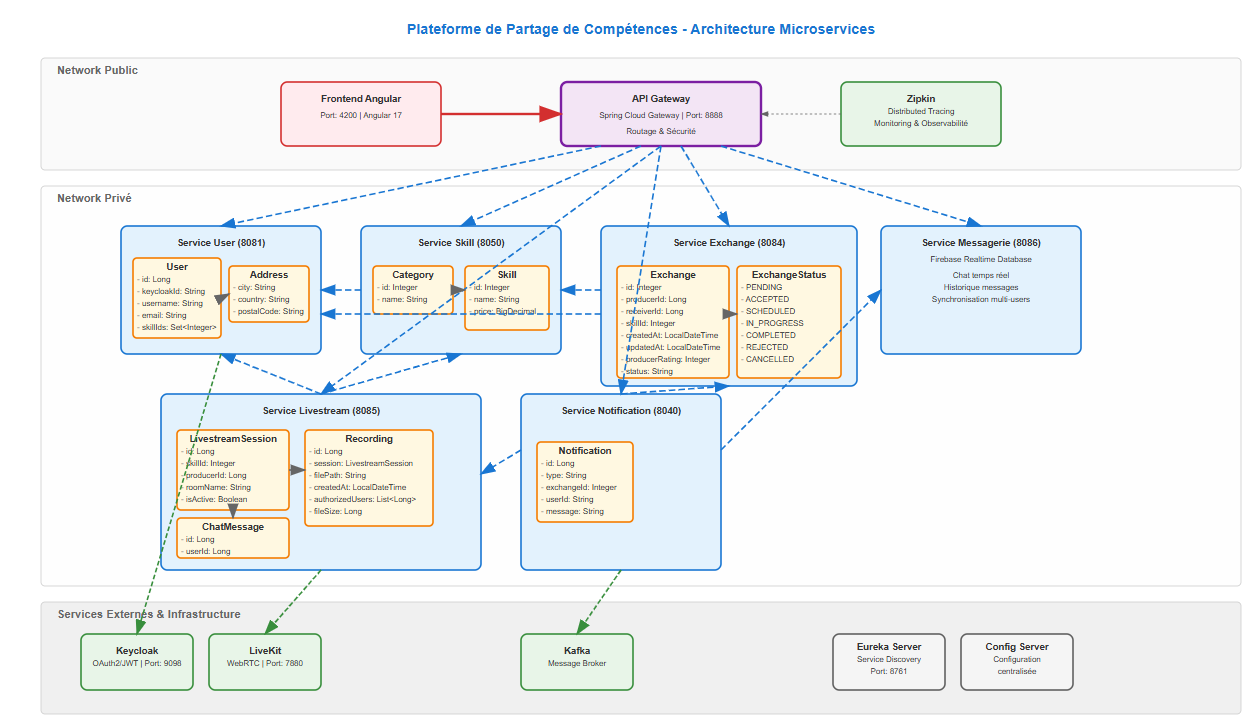 Plateforme de Partage de Compétences - Architecture Microservices
Network Public
Frontend Angular
Port: 4200 | Angular 17
API Gateway
Spring Cloud Gateway | Port: 8888
Routage & Sécurité
Zipkin
Distributed Tracing
Monitoring & Observabilité
Network Privé
Service User (8081)
User
- id: Long
- keycloakId: String
- username: String
- email: String
- skillIds: Set<Integer>
Address
- city: String
- country: String
- postalCode: String
Service Skill (8050)
Category
- id: Integer
- name: String
Skill
- id: Integer
- name: String
- price: BigDecimal
Service Exchange (8084)
Exchange
- id: Integer
- producerId: Long
- receiverId: Long
- skillId: Integer
- createdAt: LocalDateTime
- updatedAt: LocalDateTime
- producerRating: Integer
- status: String
ExchangeStatus
- PENDING
- ACCEPTED
- SCHEDULED
- IN_PROGRESS
- COMPLETED
- REJECTED
- CANCELLED
Service Messagerie (8086)
Firebase Realtime Database
Chat temps réel
Historique messages
Synchronisation multi-users
Service Livestream (8085)
LivestreamSession
- id: Long
- skillId: Integer
- producerId: Long
- roomName: String
- isActive: Boolean
Recording
- id: Long
- session: LivestreamSession
- filePath: String
- createdAt: LocalDateTime
- authorizedUsers: List<Long>
- fileSize: Long
ChatMessage
- id: Long
- userId: Long
Service Notification (8040)
Notification
- id: Long
- type: String
- exchangeId: Integer
- userId: String
- message: String
Services Externes & Infrastructure
Keycloak
OAuth2/JWT | Port: 9098
LiveKit
WebRTC | Port: 7880
Kafka
Message Broker
Eureka Server
Service Discovery
Port: 8761
Config Server
Configuration
centralisée